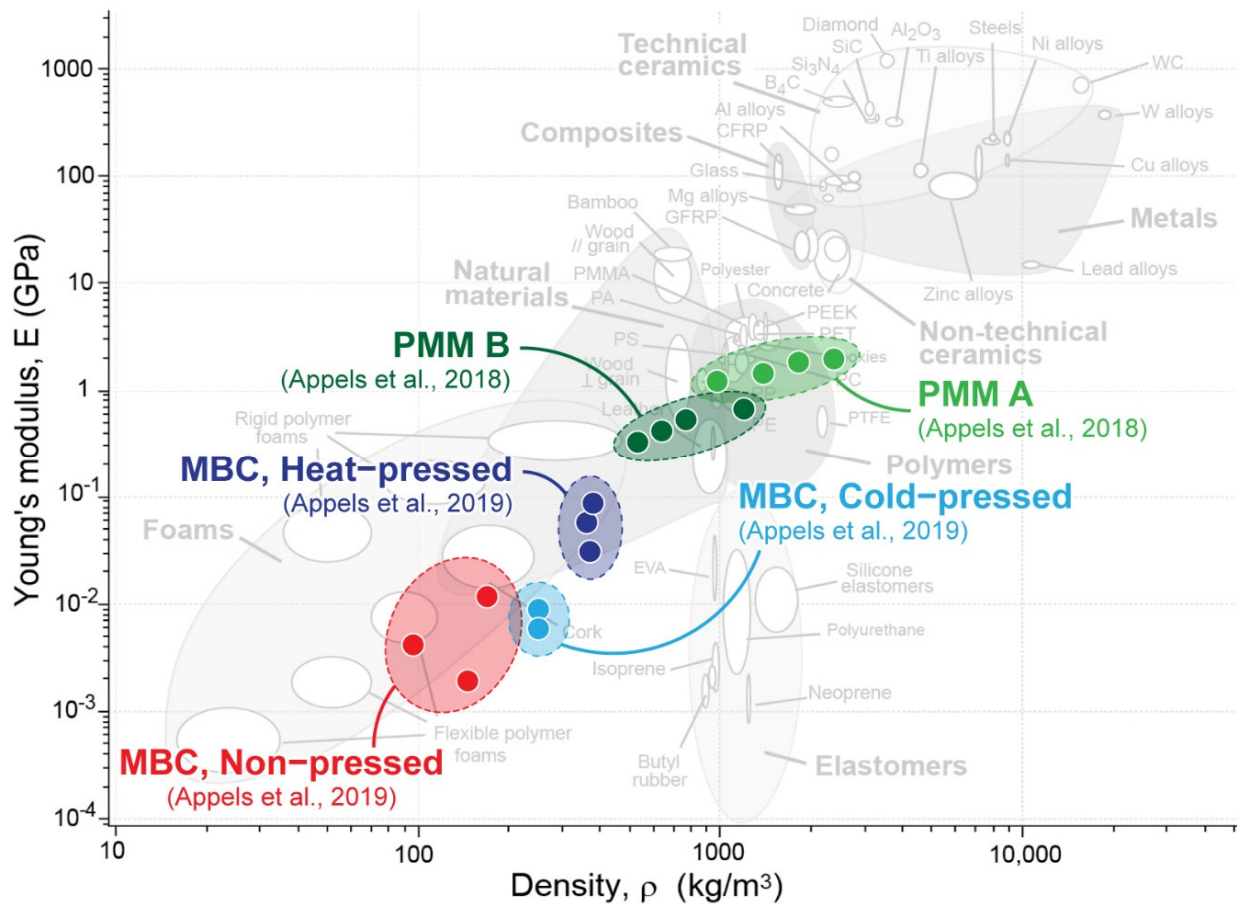 Diamond
Al2O3
Steels
SiC
Ni alloys
Technical
ceramics
Si3N4
Ti alloys
WC
B4C
1000
Al alloys
W alloys
Composites
CFRP
100
Glass
Cu alloys
Bamboo
Mg alloys
Metals
Wood
// grain
GFRP
Natural
materials
PMMA
Polyester
Concrete
Lead alloys
10
Zinc alloys
PA
PEEK
PET
Non-technical
ceramics
PMM B
(Appels et al., 2018)
PS
Wood
⊥ grain
oxies
PC
1
PMM A
(Appels et al., 2018)
PP
Rigid polymer
foams
Leather
PE
PTFE
Polymers
MBC, Heat−pressed
(Appels et al., 2019)
10-1
MBC, Cold−pressed
(Appels et al., 2019)
Foams
EVA
Silicone
elastomers
10-2
Cork
Polyurethane
Isoprene
Neoprene
10-3
Flexible polymer
foams
MBC, Non−pressed
(Appels et al., 2019)
Butyl
rubber
Elastomers
10-4
10
100
1000
10,000
Young's modulus, E (GPa)
Density, ρ (kg/m3)